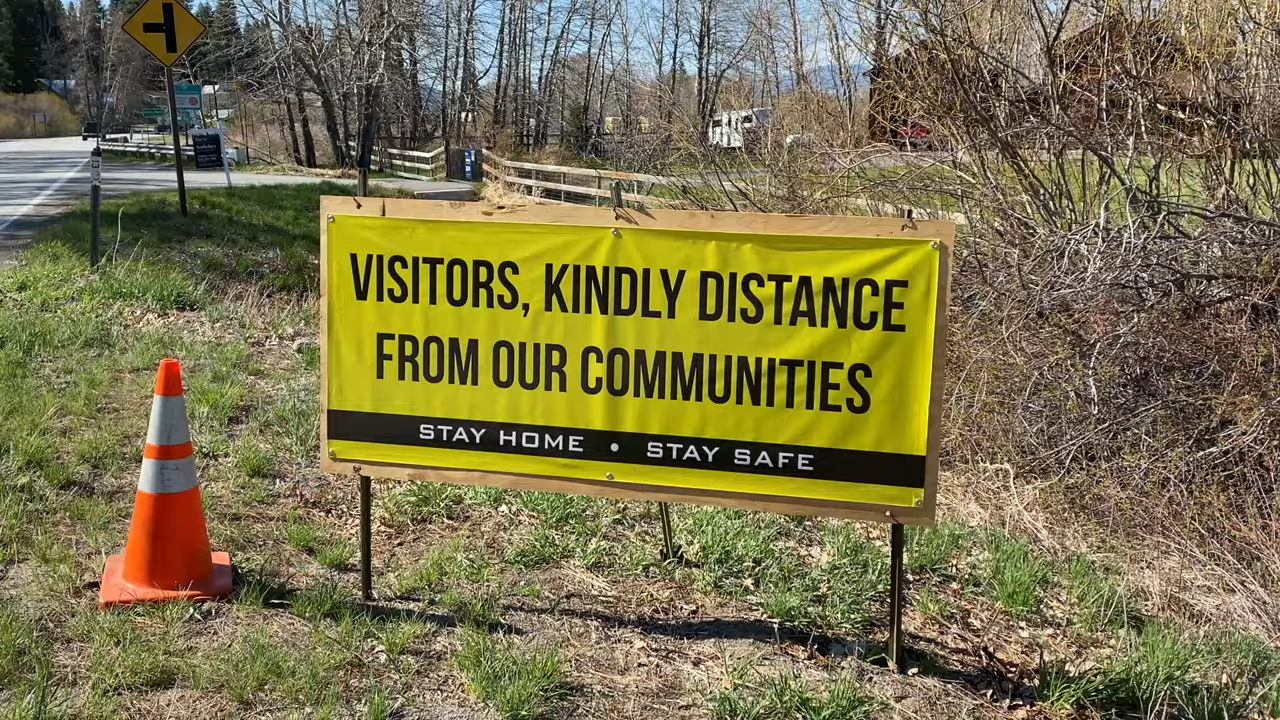 VISITORS, KINDLY DISTANCE
FROM OUR COMMUNITIES
STAY HOME • STAY SAFE